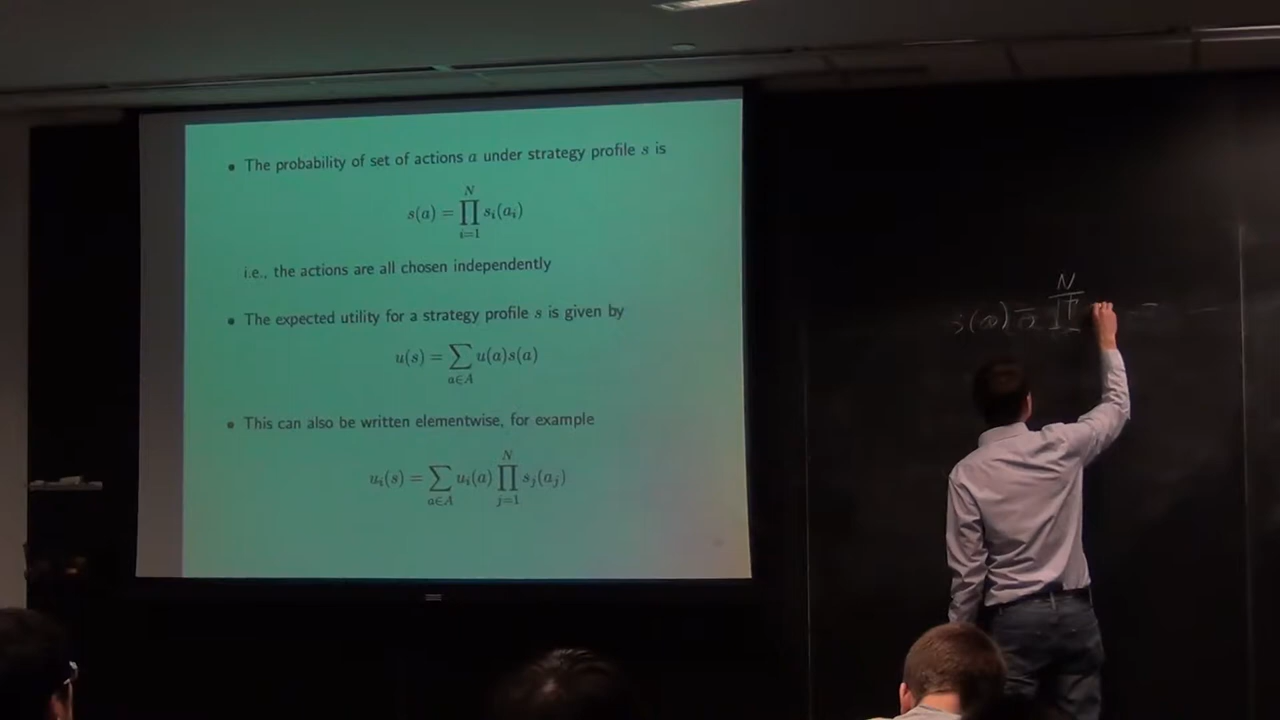 • The probability of set of actions a under strategy profile s is
s(a) = ∏_{i=1}^{N} s_i(a_i)
i.e., the actions are all chosen independently
• The expected utility for a strategy profile s is given by
u(s) = ∑_{a∈A} u(a)s(a)
• This can also be written elementwise, for example
u_i(s) = ∑_{a∈A} u_i(a) ∏_{j=1}^{N} s_j(a_j)
s(a) = ∏^{N}